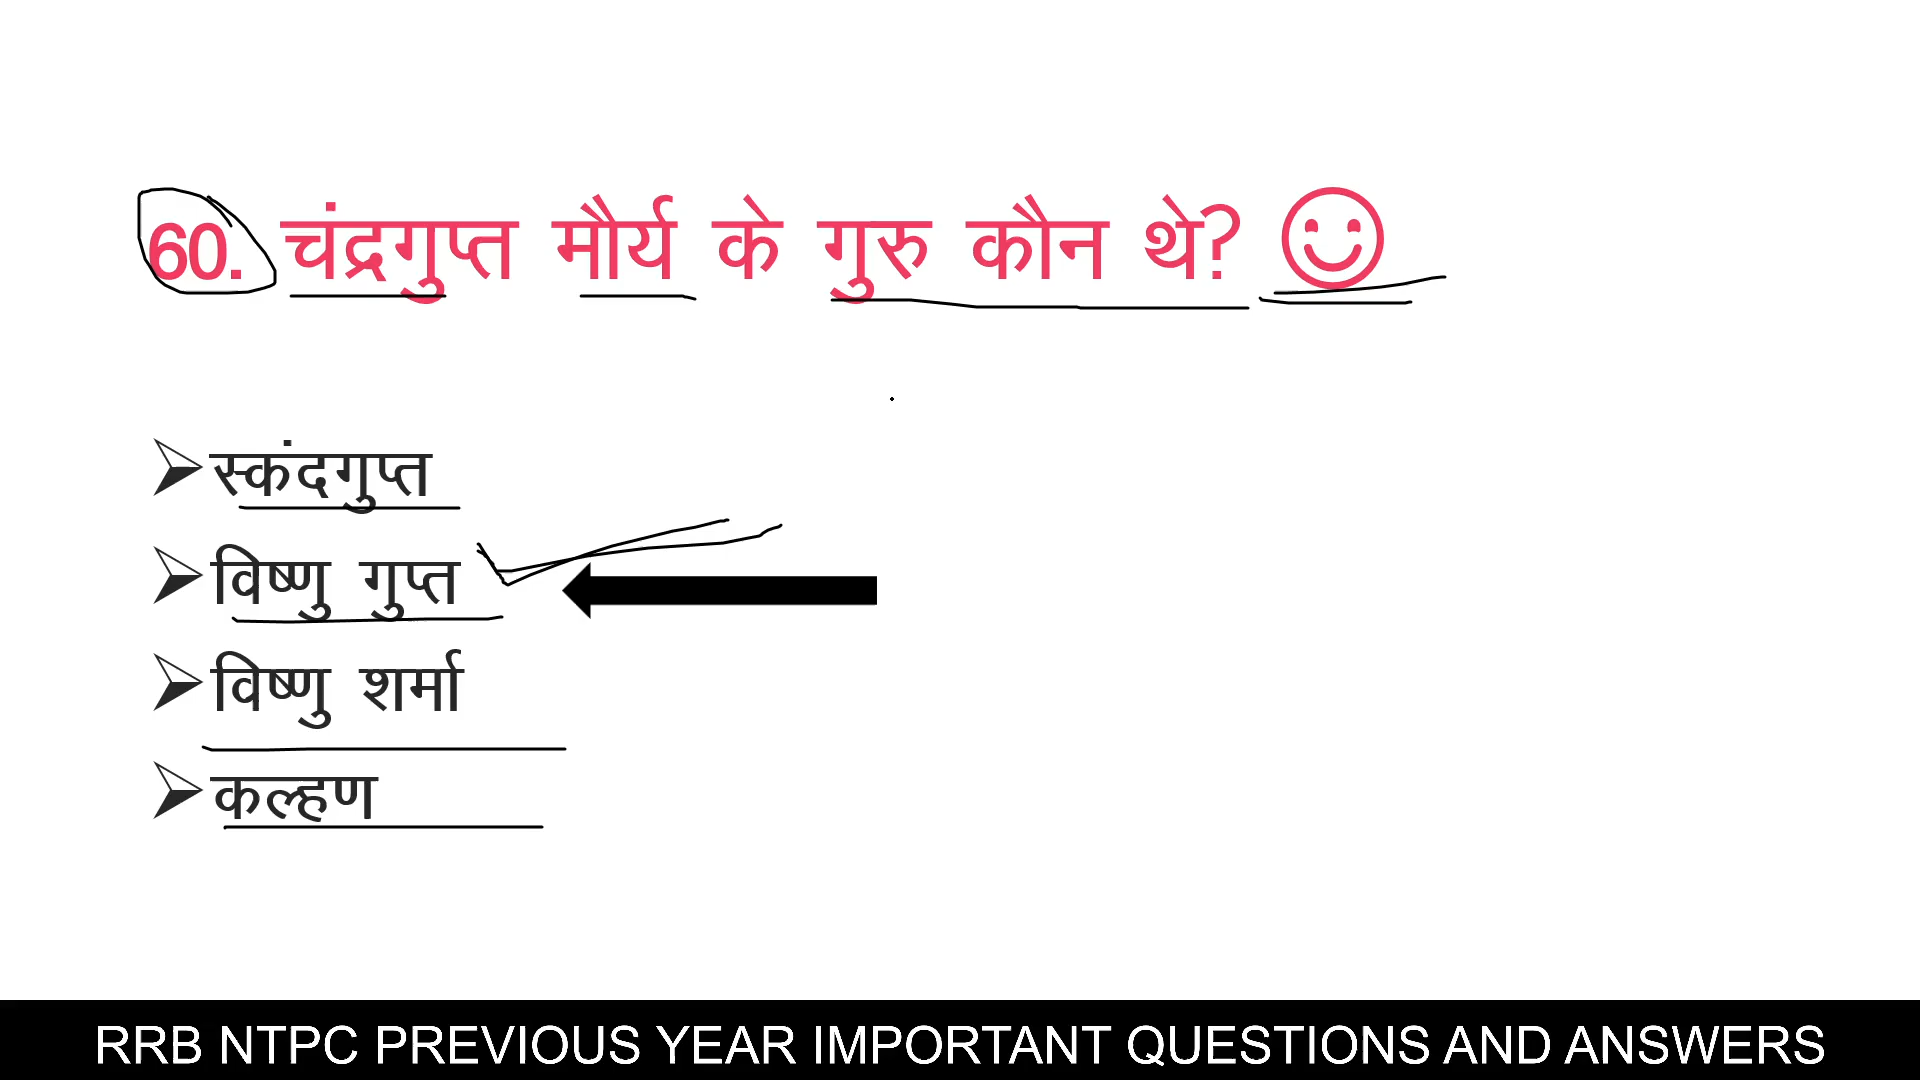 60. चंद्रगुप्त मौर्य के गुरु कौन थे? ☺
स्कंदगुप्त
विष्णु गुप्त
विष्णु शर्मा
कल्हण
RRB NTPC PREVIOUS YEAR IMPORTANT QUESTIONS AND ANSWERS